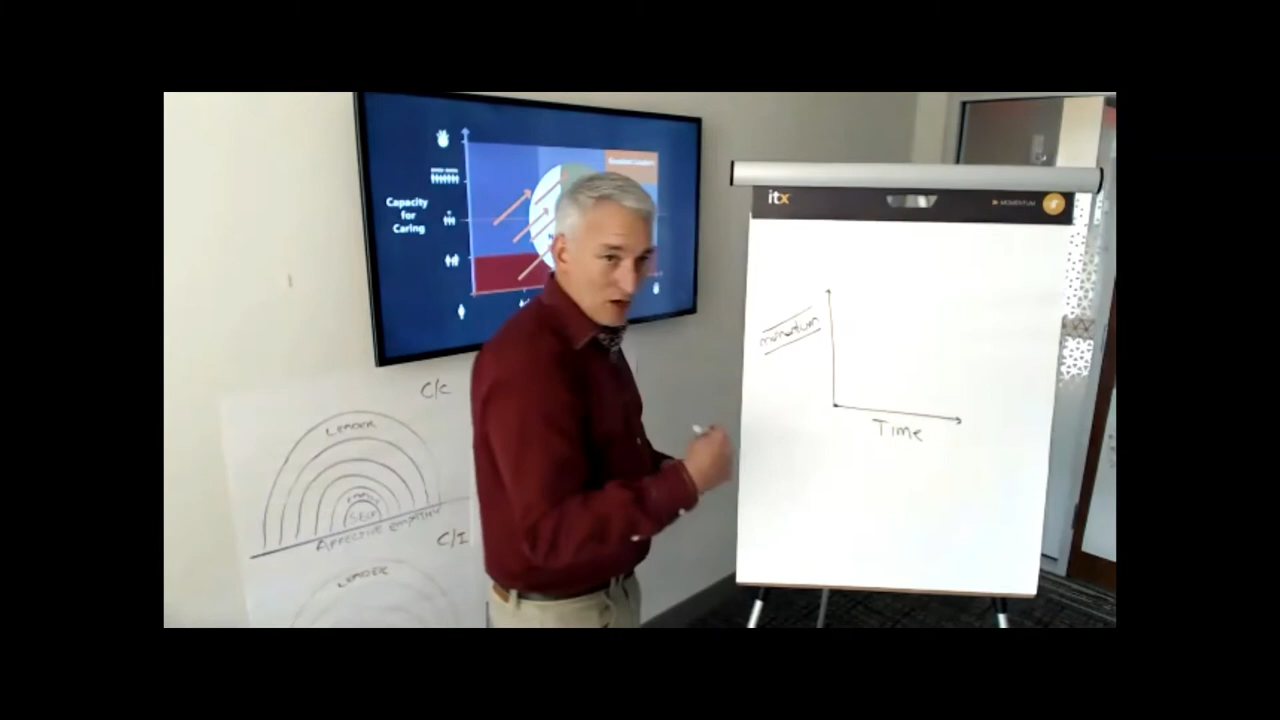 Capacity
for
Caring
itx
MOMENTUM
momentum
Time
C/C
LEADER
SELF
AFFECTIVE EMPATHY
C/I
LEADER